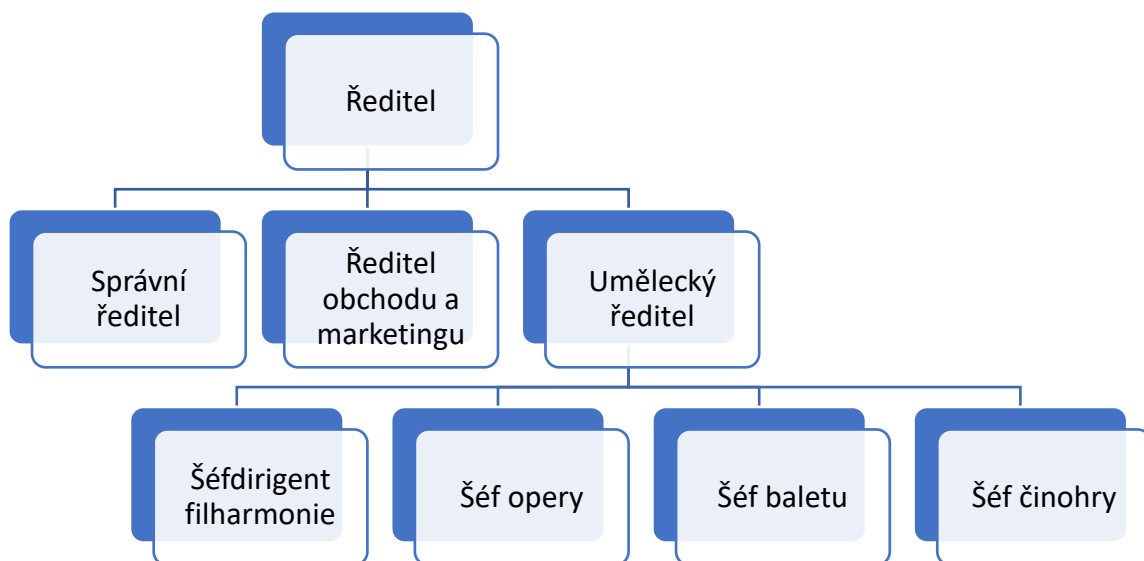 Ředitel
Správní
ředitel
Ředitel
obchodu a
marketingu
Umělecký
ředitel
Šéfdirigent
filharmonie
Šéf opery
Šéf baletu
Šéf činohry